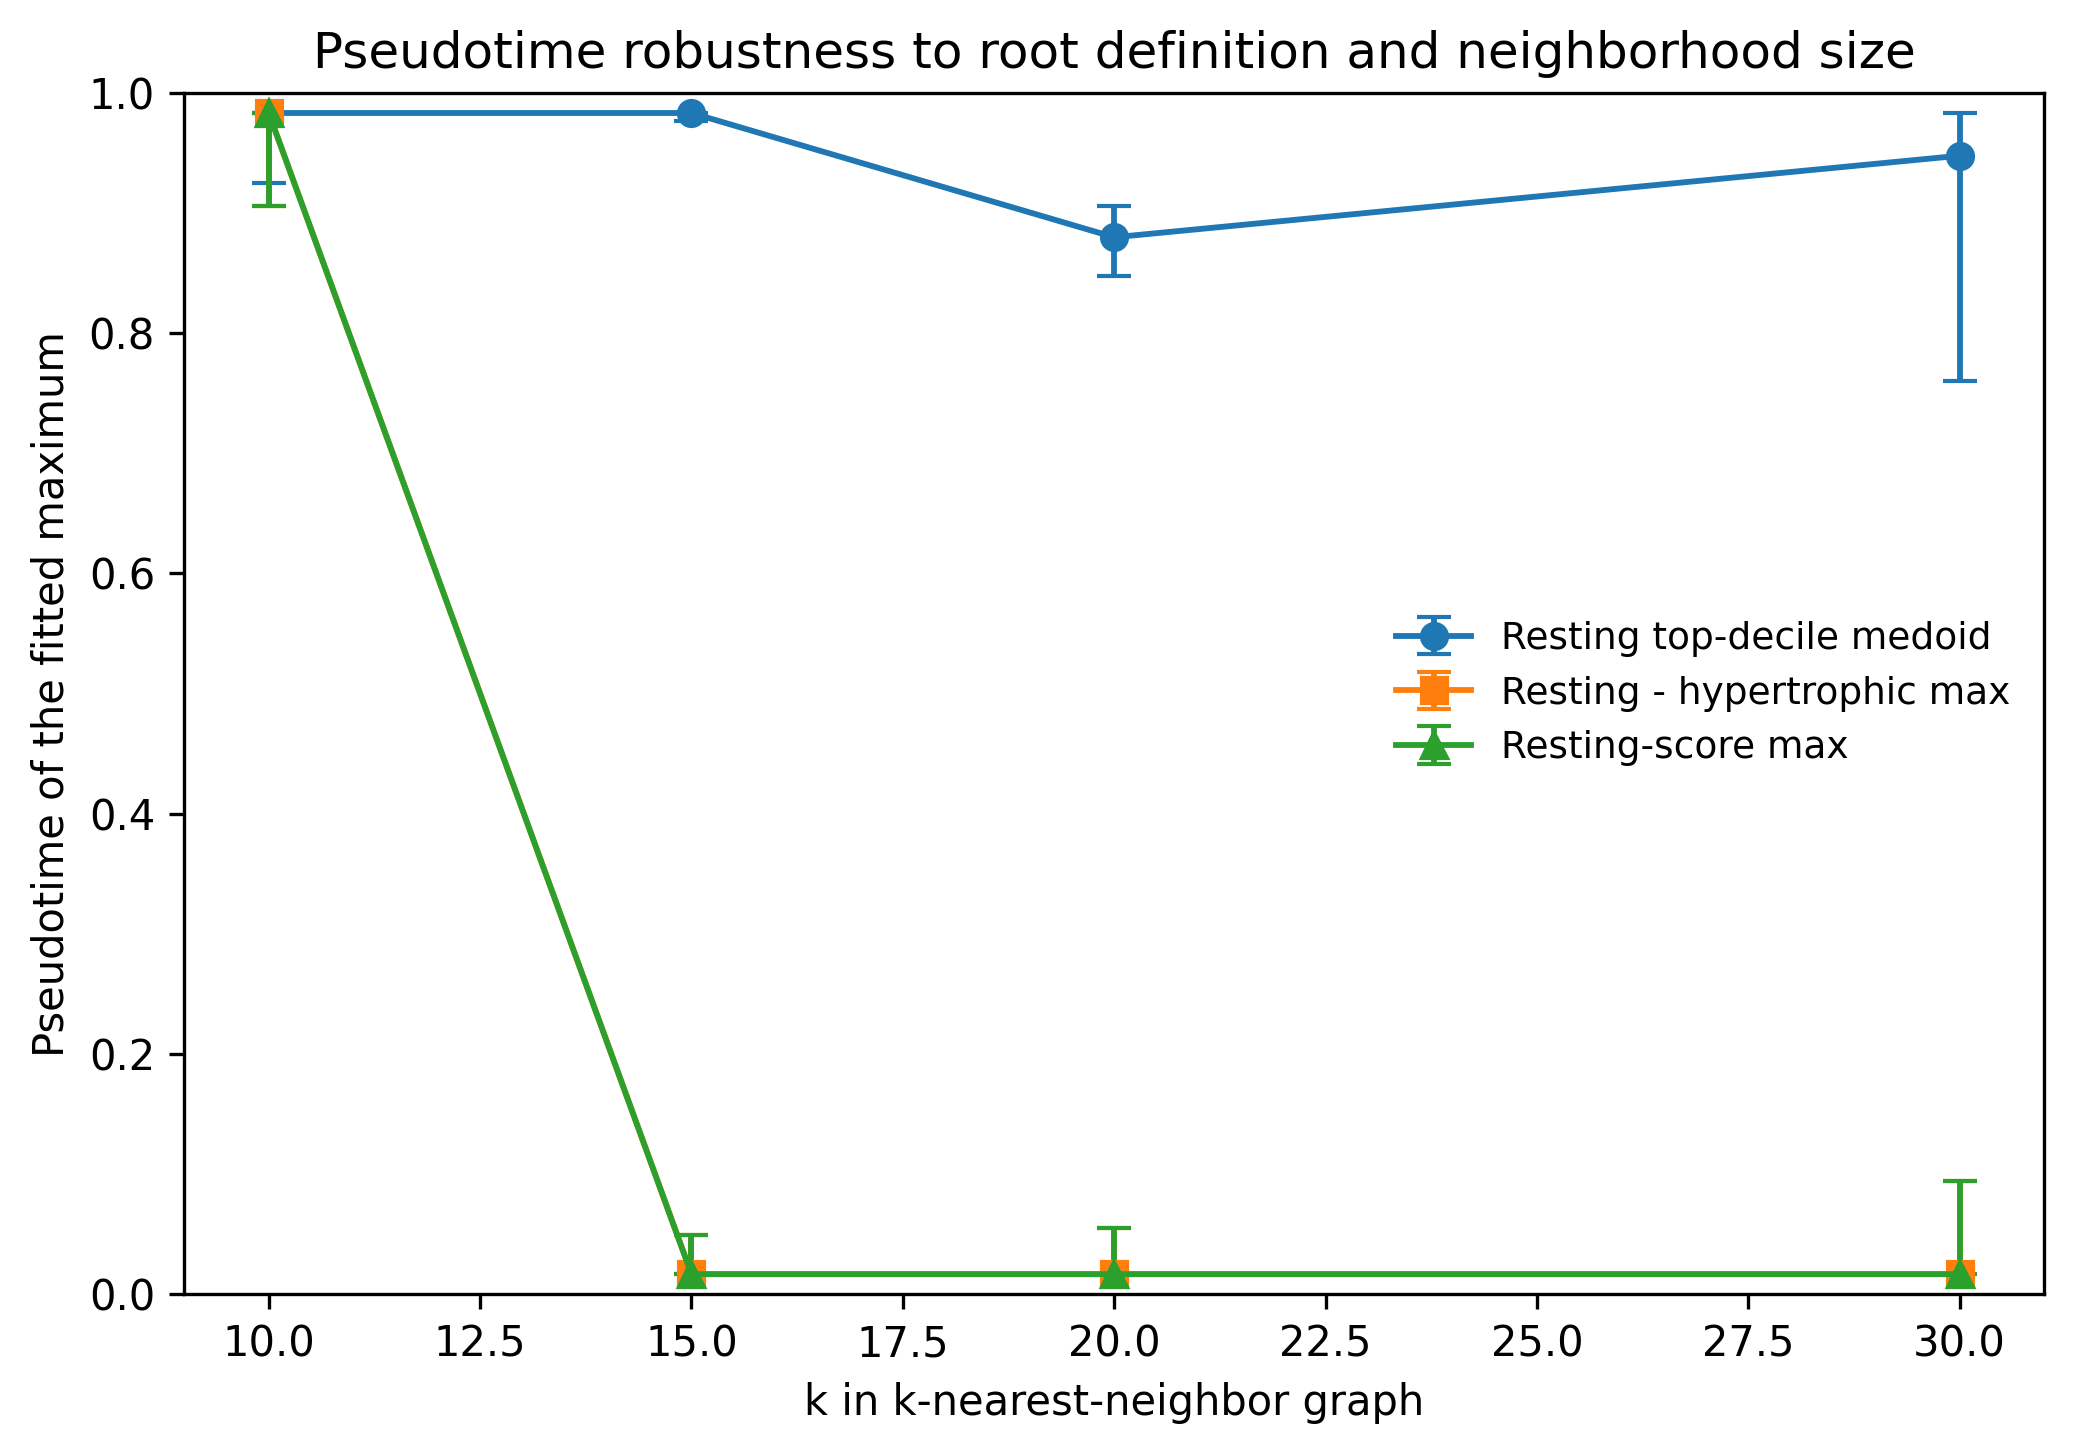 Pseudotime robustness to root definition and neighborhood size
Pseudotime of the fitted maximum
1.0
0.8
0.6
0.4
0.2
0.0
Resting top-decile medoid
Resting - hypertrophic max
Resting-score max
10.0 12.5 15.0 17.5 20.0 22.5 25.0 27.5 30.0
k in k-nearest-neighbor graph